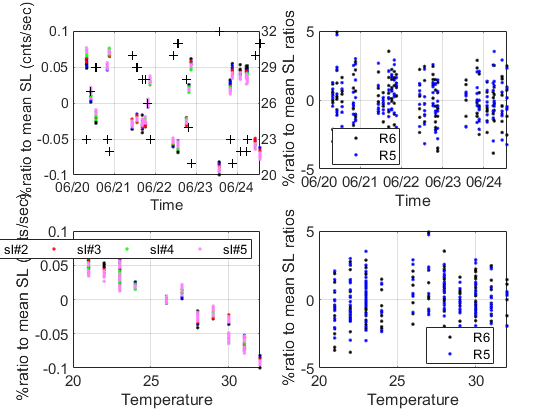 %ratio to mean SL (cnts/sec)
0.1
0.05
0
-0.05
-0.1
32
29
26
23
20
06/20 06/21 06/22 06/23 06/24
Time
%ratio to mean SL ratios
5
0
-5
R6
R5
06/20 06/21 06/22 06/23 06/24
Time
%ratio to mean SL
0.1
0.05
0
-0.05
-0.1
sl#2 sl#3 sl#4 sl#5
20 25 30
Temperature
%ratio to mean SL ratios
5
0
-5
R6
R5
20 25 30
Temperature